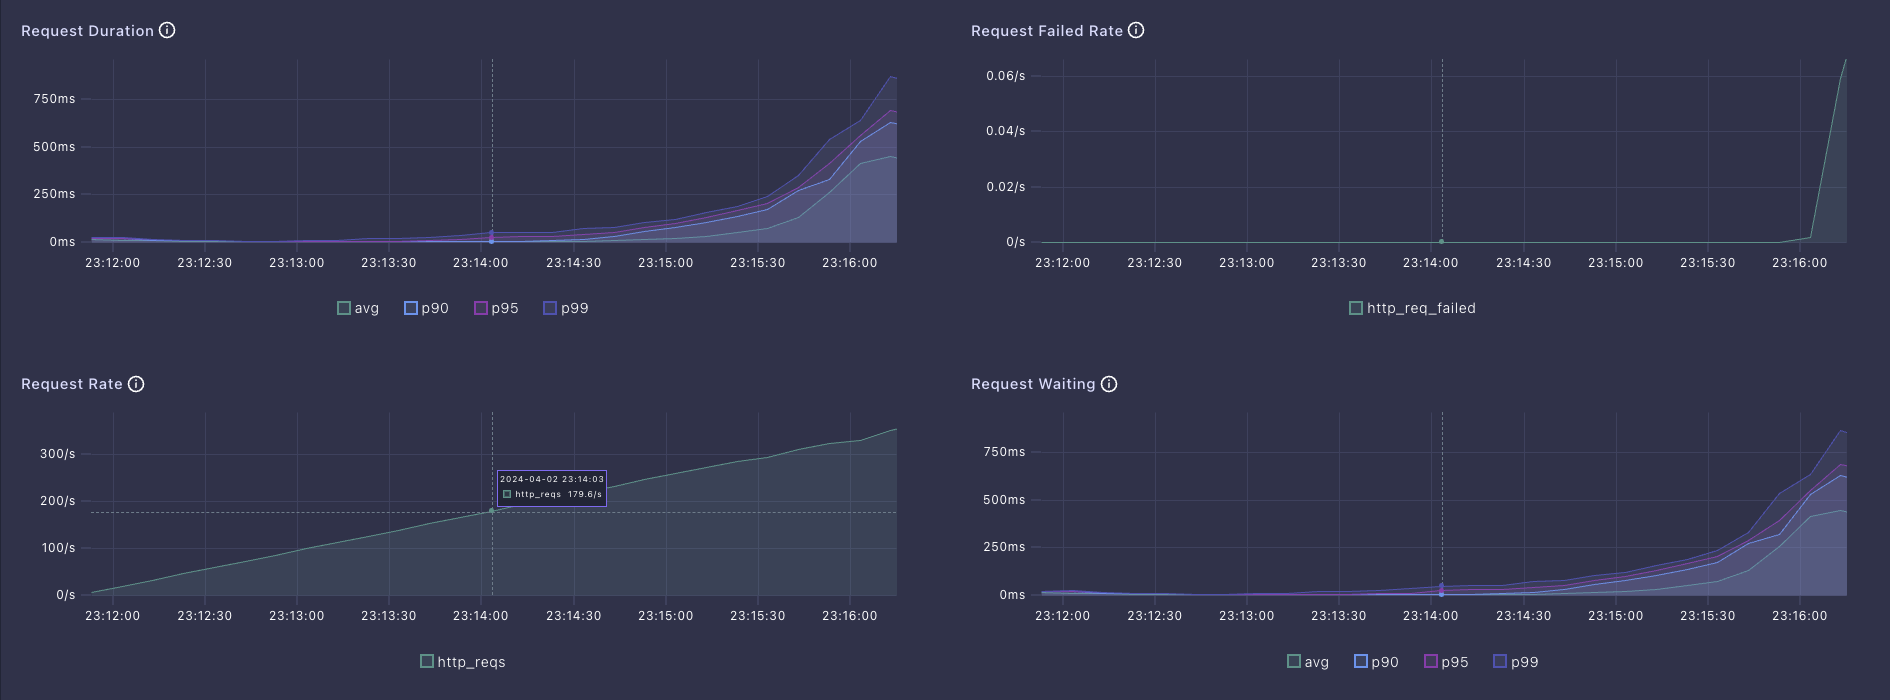 Request Duration
750ms
500ms
250ms
0ms
23:12:00 23:12:30 23:13:00 23:13:30 23:14:00 23:14:30 23:15:00 23:15:30 23:16:00
avg p90 p95 p99
Request Failed Rate
0.06/s
0.04/s
0.02/s
0/s
23:12:00 23:12:30 23:13:00 23:13:30 23:14:00 23:14:30 23:15:00 23:15:30 23:16:00
http_req_failed
Request Rate
300/s
200/s
100/s
0/s
2024-04-02 23:14:03
http_reqs 179.6/s
23:12:00 23:12:30 23:13:00 23:13:30 23:14:00 23:14:30 23:15:00 23:15:30 23:16:00
http_reqs
Request Waiting
750ms
500ms
250ms
0ms
23:12:00 23:12:30 23:13:00 23:13:30 23:14:00 23:14:30 23:15:00 23:15:30 23:16:00
avg p90 p95 p99